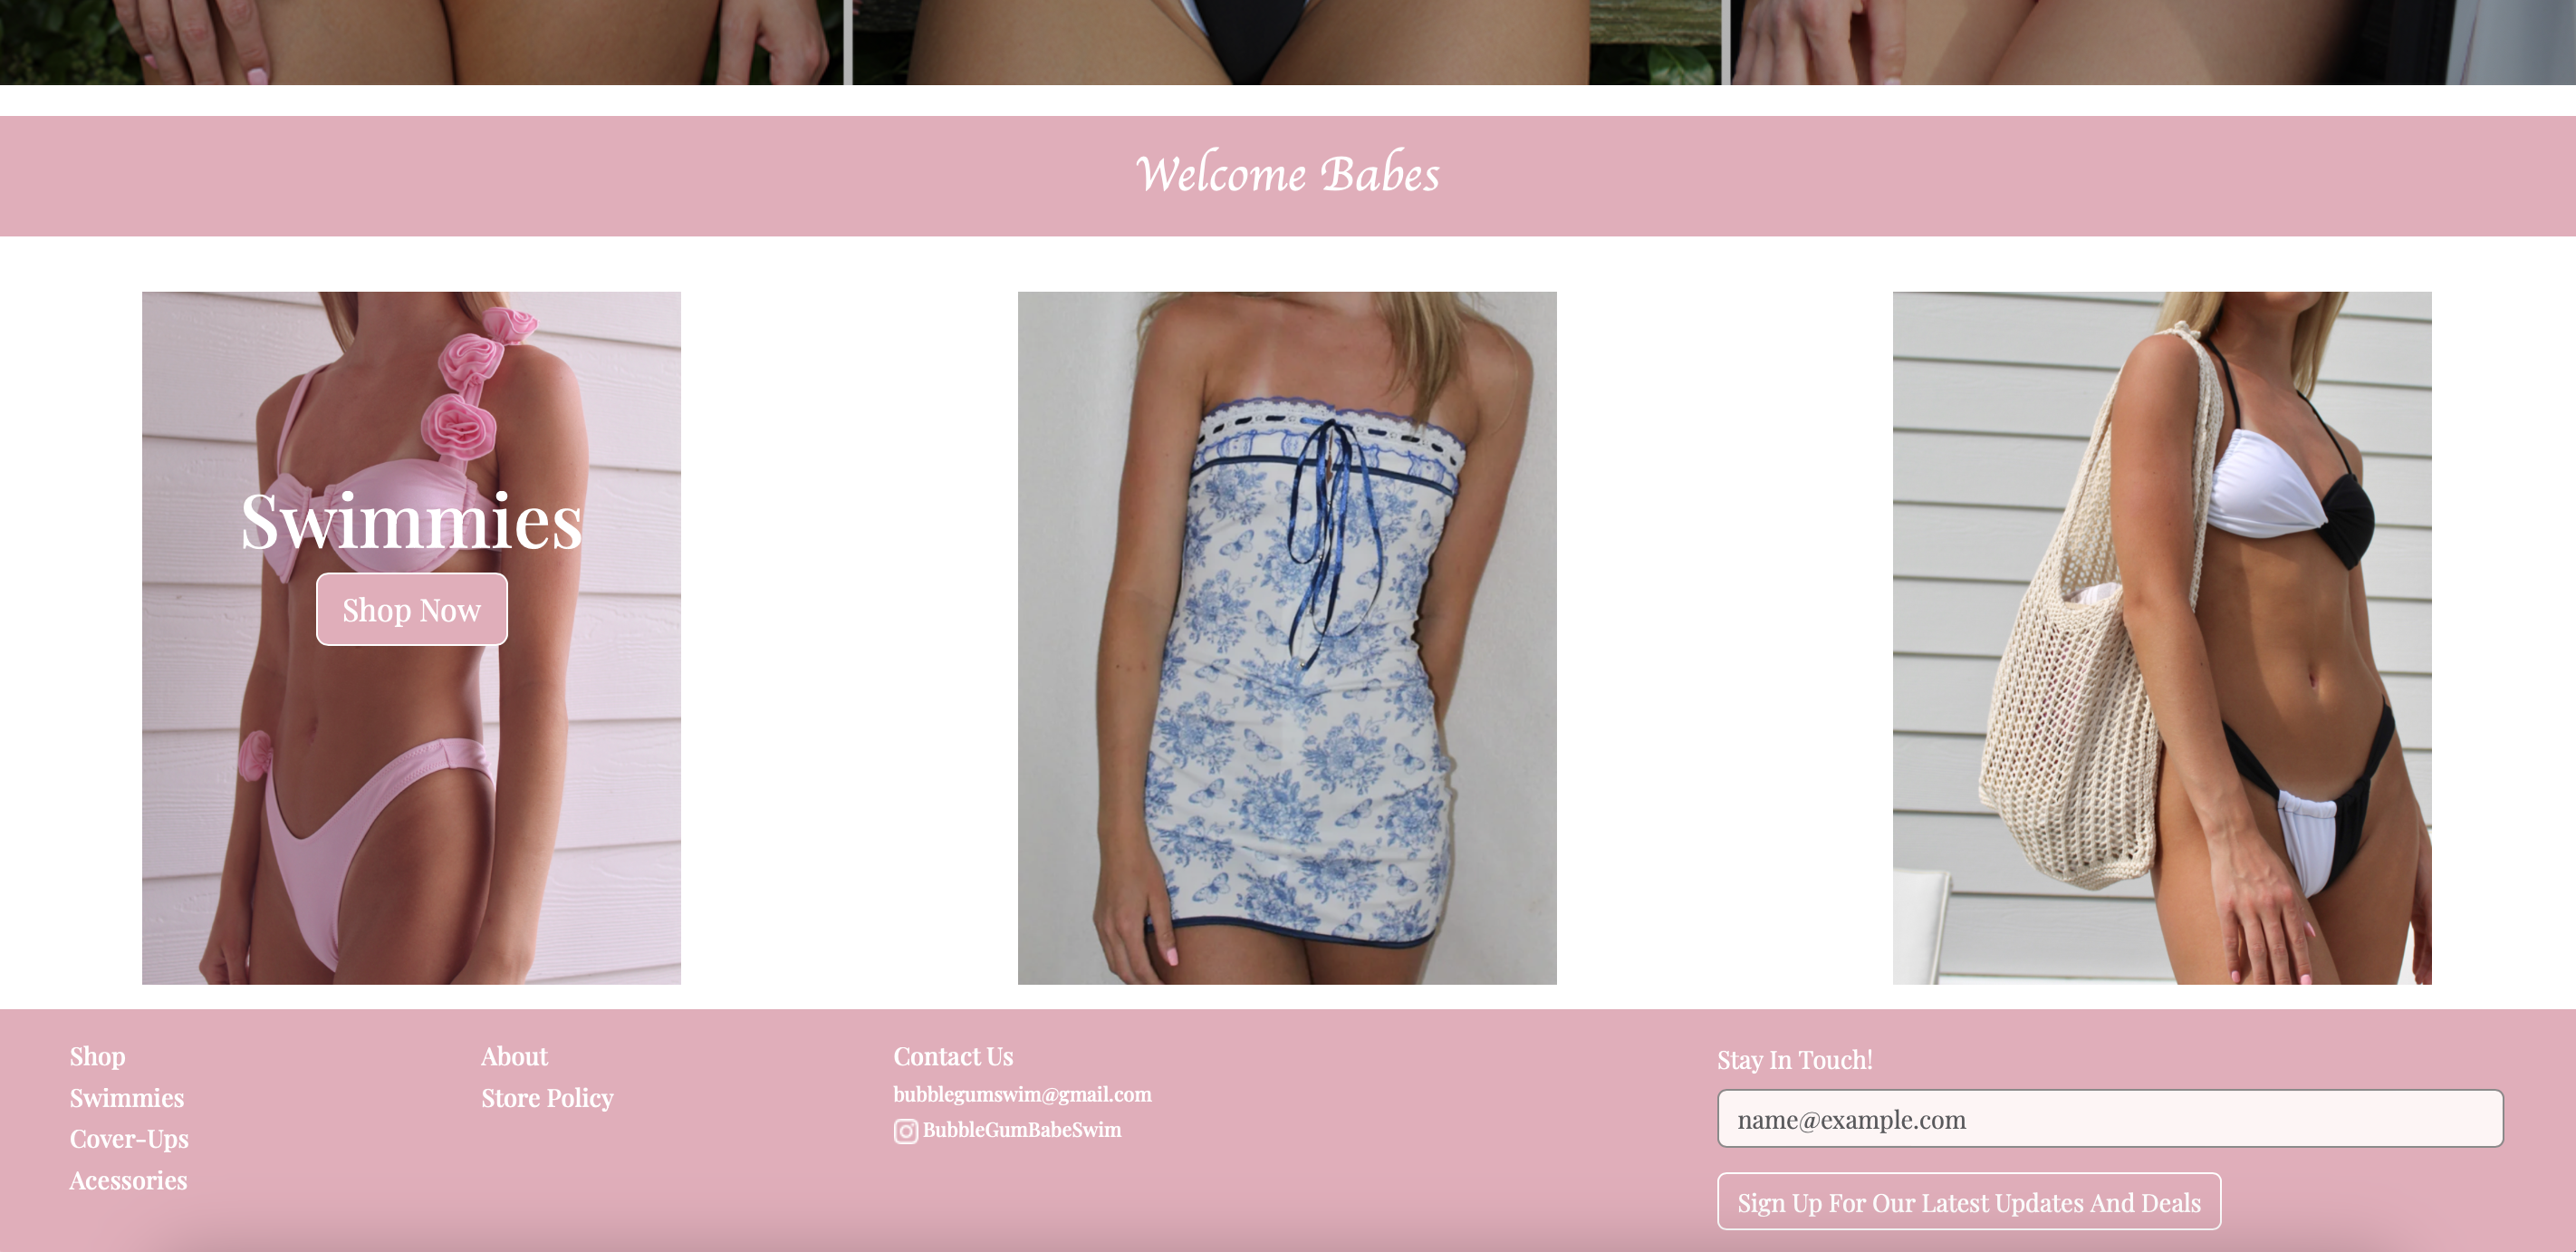 Welcome Babes
Swimmies
Shop Now
Shop
Swimmies
Cover-Ups
Acessories
About
Store Policy
Contact Us
bubblegumswim@gmail.com
BubbleGumBabeSwim
Stay In Touch!
name@example.com
Sign Up For Our Latest Updates And Deals